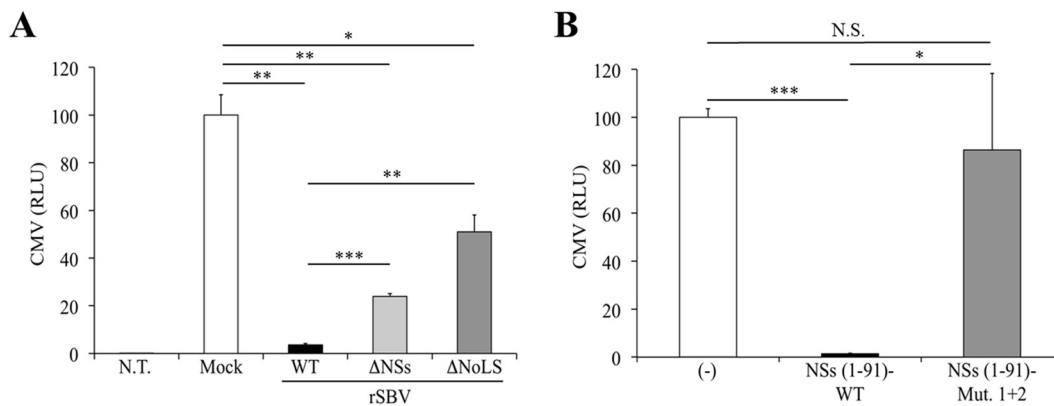 A
CMV (RLU)
120
100
80
60
40
20
0
*
**
**
**
***
N.T.
Mock
WT
ΔNSs
ΔNoLS
rSBV
B
CMV (RLU)
120
100
80
60
40
20
0
N.S.
*
***
(-)
NSs (1-91)-
WT
NSs (1-91)-
Mut. 1+2